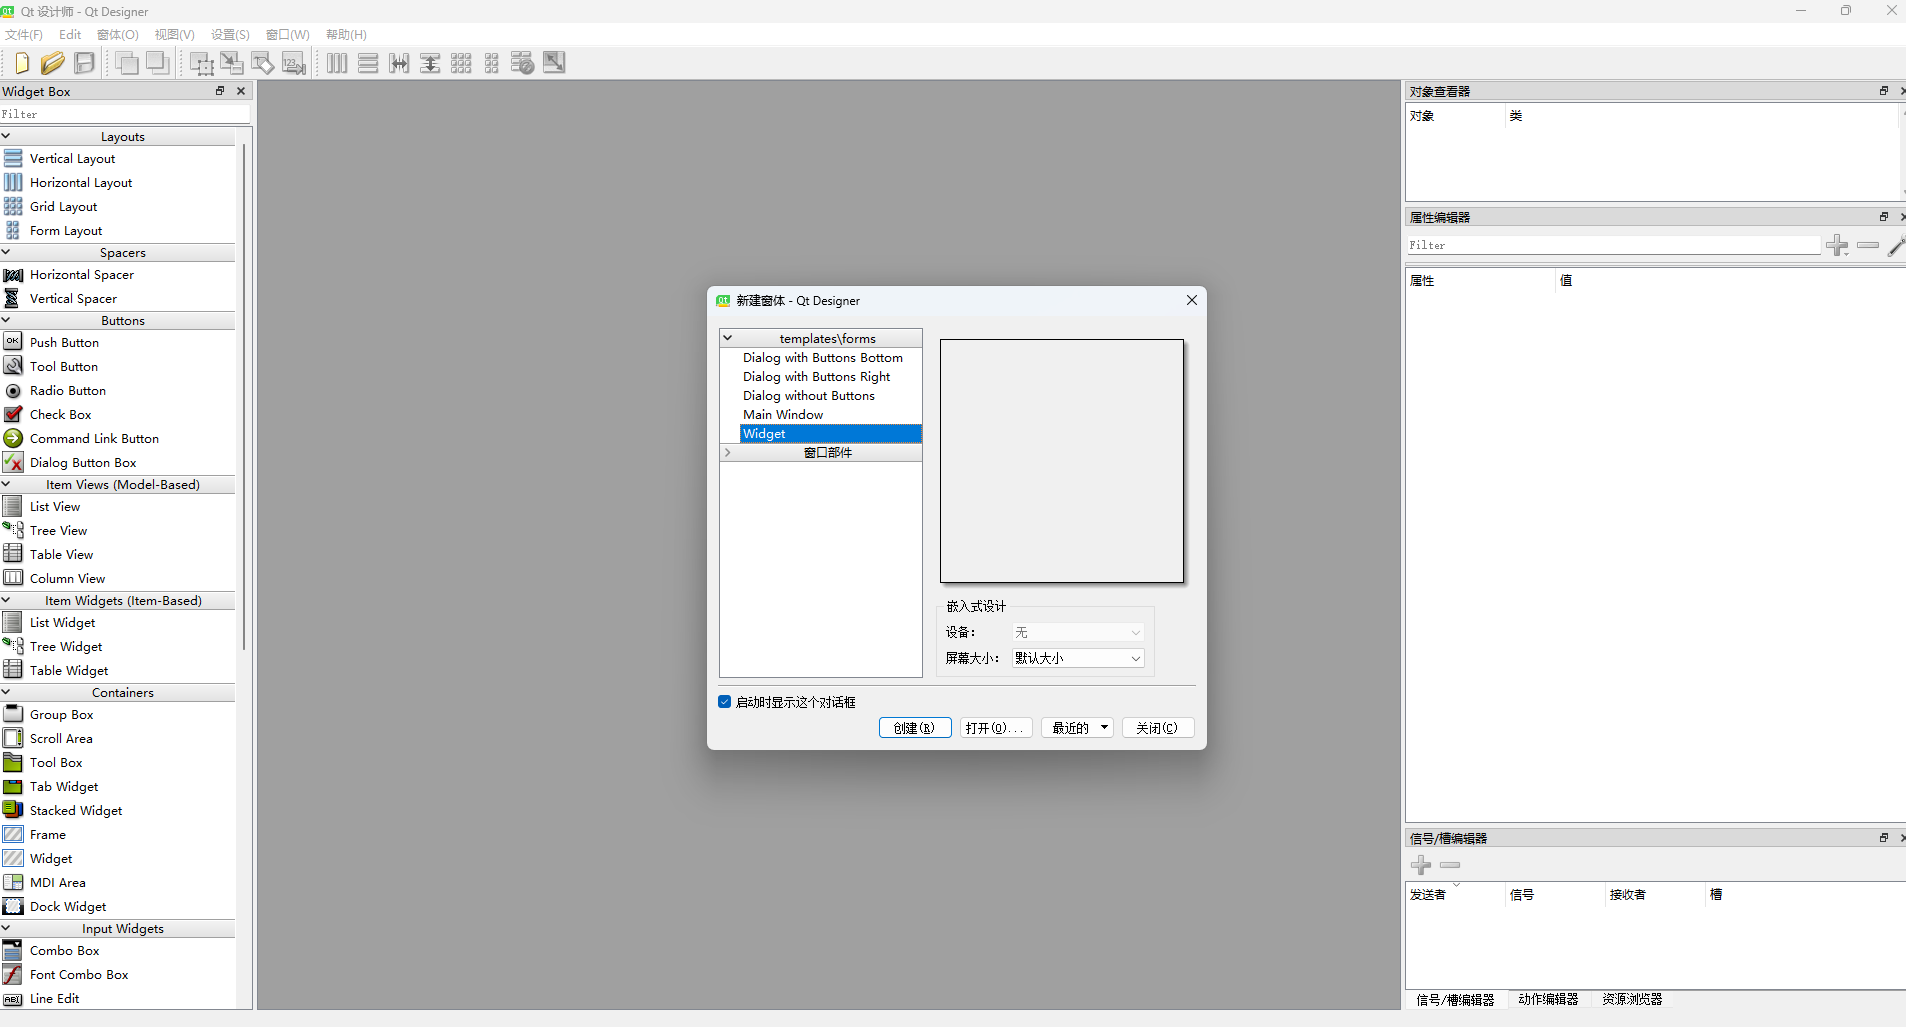 Qt 设计师 - Qt Designer
文件(F) Edit 窗体(O) 视图(V) 设置(S) 窗口(W) 帮助(H)
Widget Box
Filter
Layouts
Vertical Layout
Horizontal Layout
Grid Layout
Form Layout
Spacers
Horizontal Spacer
Vertical Spacer
Buttons
OK Push Button
Tool Button
Radio Button
Check Box
Command Link Button
Dialog Button Box
Item Views (Model-Based)
List View
Tree View
Table View
Column View
Item Widgets (Item-Based)
List Widget
Tree Widget
Table Widget
Containers
Group Box
Scroll Area
Tool Box
Tab Widget
Stacked Widget
Frame
Widget
MDI Area
Dock Widget
Input Widgets
Combo Box
Font Combo Box
Line Edit
新建窗体 - Qt Designer
templates\forms
Dialog with Buttons Bottom
Dialog with Buttons Right
Dialog without Buttons
Main Window
Widget
窗口部件
嵌入式设计
设备： 无
屏幕大小： 默认大小
启动时显示这个对话框
创建(R) 打开(O)... 最近的 关闭(C)
对象查看器
对象 类
属性编辑器
Filter
属性 值
信号/槽编辑器
发送者 信号 接收者 槽
信号/槽编辑器 动作编辑器 资源浏览器